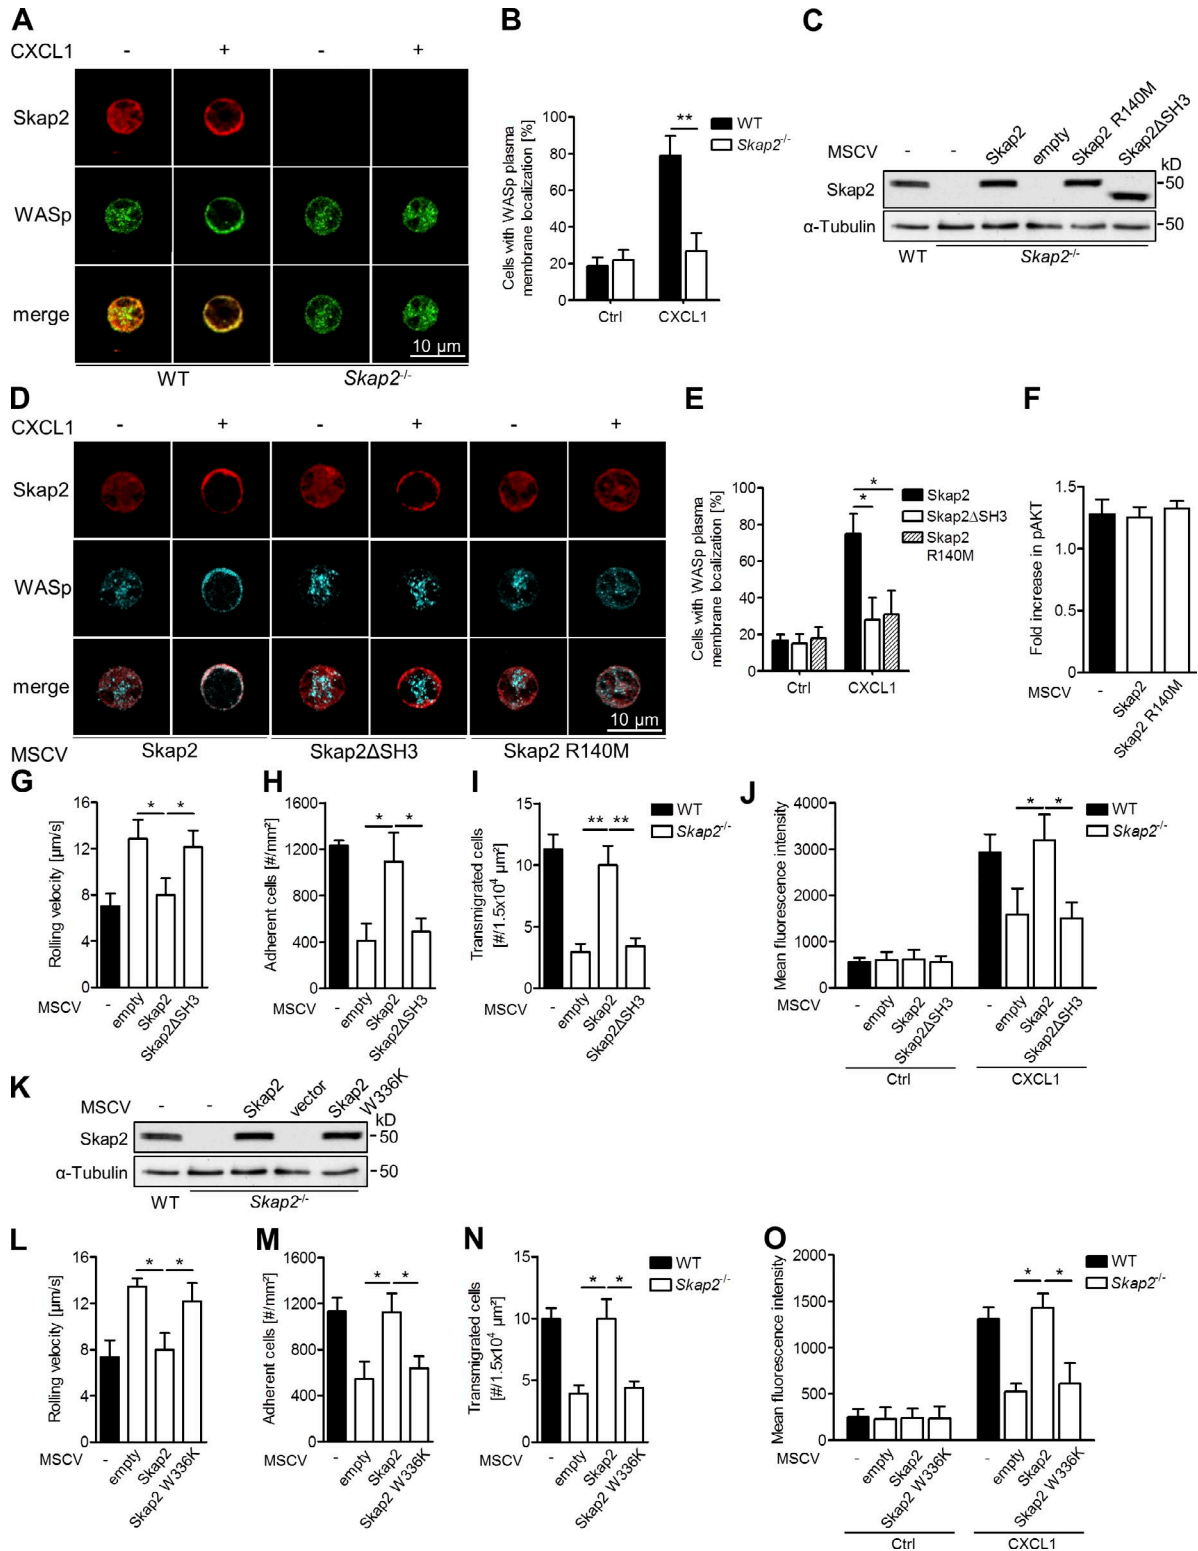 A
CXCL1 - + - +
Skap2
WASp
merge
10 µm
WT Skap2-/-
B
Cells with WASp plasma
membrane localization [%]
100
80
60
40
20
0
**
WT
Skap2-/-
Ctrl CXCL1
C
MSCV - - Skap2 empty Skap2 R140M Skap2ΔSH3
kD
Skap2 50
α-Tubulin 50
WT Skap2-/-
D
CXCL1 - + - + - +
Skap2
WASp
merge
10 µm
MSCV Skap2 Skap2ΔSH3 Skap2 R140M
E
Cells with WASp plasma
membrane localization [%]
100
80
60
40
20
0
*
*
Skap2
Skap2ΔSH3
Skap2
R140M
Ctrl CXCL1
F
Fold increase in pAKT
1.5
1.0
0.5
0
MSCV - Skap2 Skap2 R140M
G
Rolling velocity [µm/s]
16
12
8
4
0
* *
MSCV - empty Skap2 Skap2ΔSH3
H
Adherent cells [#/mm²]
1600
1200
800
400
0
* *
MSCV - empty Skap2 Skap2ΔSH3
I
Transmigrated cells
[#/1.5x10⁴ µm²]
15
10
5
0
** **
WT
Skap2-/-
MSCV - empty Skap2 Skap2ΔSH3
J
Mean fluorescence intensity
4000
3000
2000
1000
0
* *
MSCV - empty Skap2 Skap2ΔSH3 - empty Skap2 Skap2ΔSH3
Ctrl CXCL1
K
MSCV - - Skap2 vector Skap2 W336K
kD
Skap2 50
α-Tubulin 50
WT Skap2-/-
L
Rolling velocity [µm/s]
16
12
8
4
0
* *
MSCV - empty Skap2 Skap2 W336K
M
Adherent cells [#/mm²]
1600
1200
800
400
0
* *
MSCV - empty Skap2 Skap2 W336K
N
Transmigrated cells
[#/1.5x10⁴ µm²]
15
10
5
0
* *
WT
Skap2-/-
MSCV - empty Skap2 Skap2 W336K
O
Mean fluorescence intensity
2000
1500
1000
500
0
* *
MSCV - empty Skap2 Skap2 W336K - empty Skap2 Skap2 W336K
Ctrl CXCL1